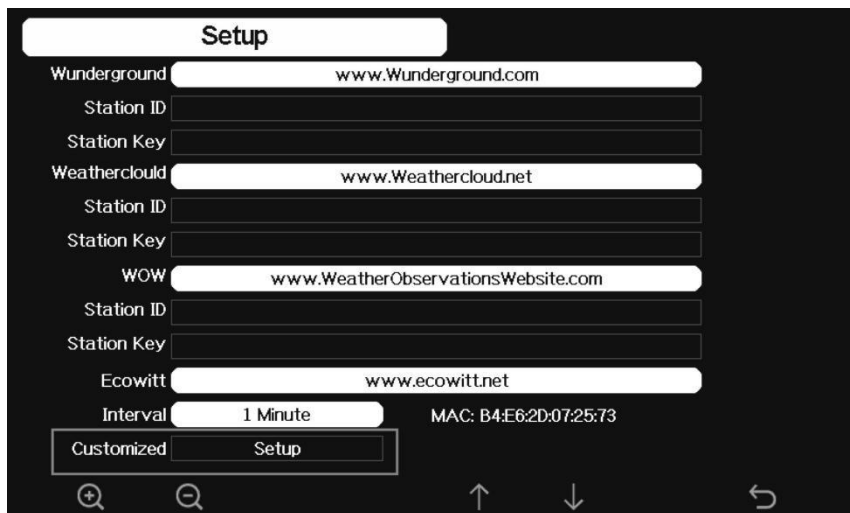 Setup
Wunderground www.Wunderground.com
Station ID
Station Key
Weatherclould www.Weathercloud.net
Station ID
Station Key
WOW www.WeatherObservationsWebsite.com
Station ID
Station Key
Ecowitt www.ecowitt.net
Interval 1 Minute MAC: B4:E6:2D:07:25:73
Customized Setup